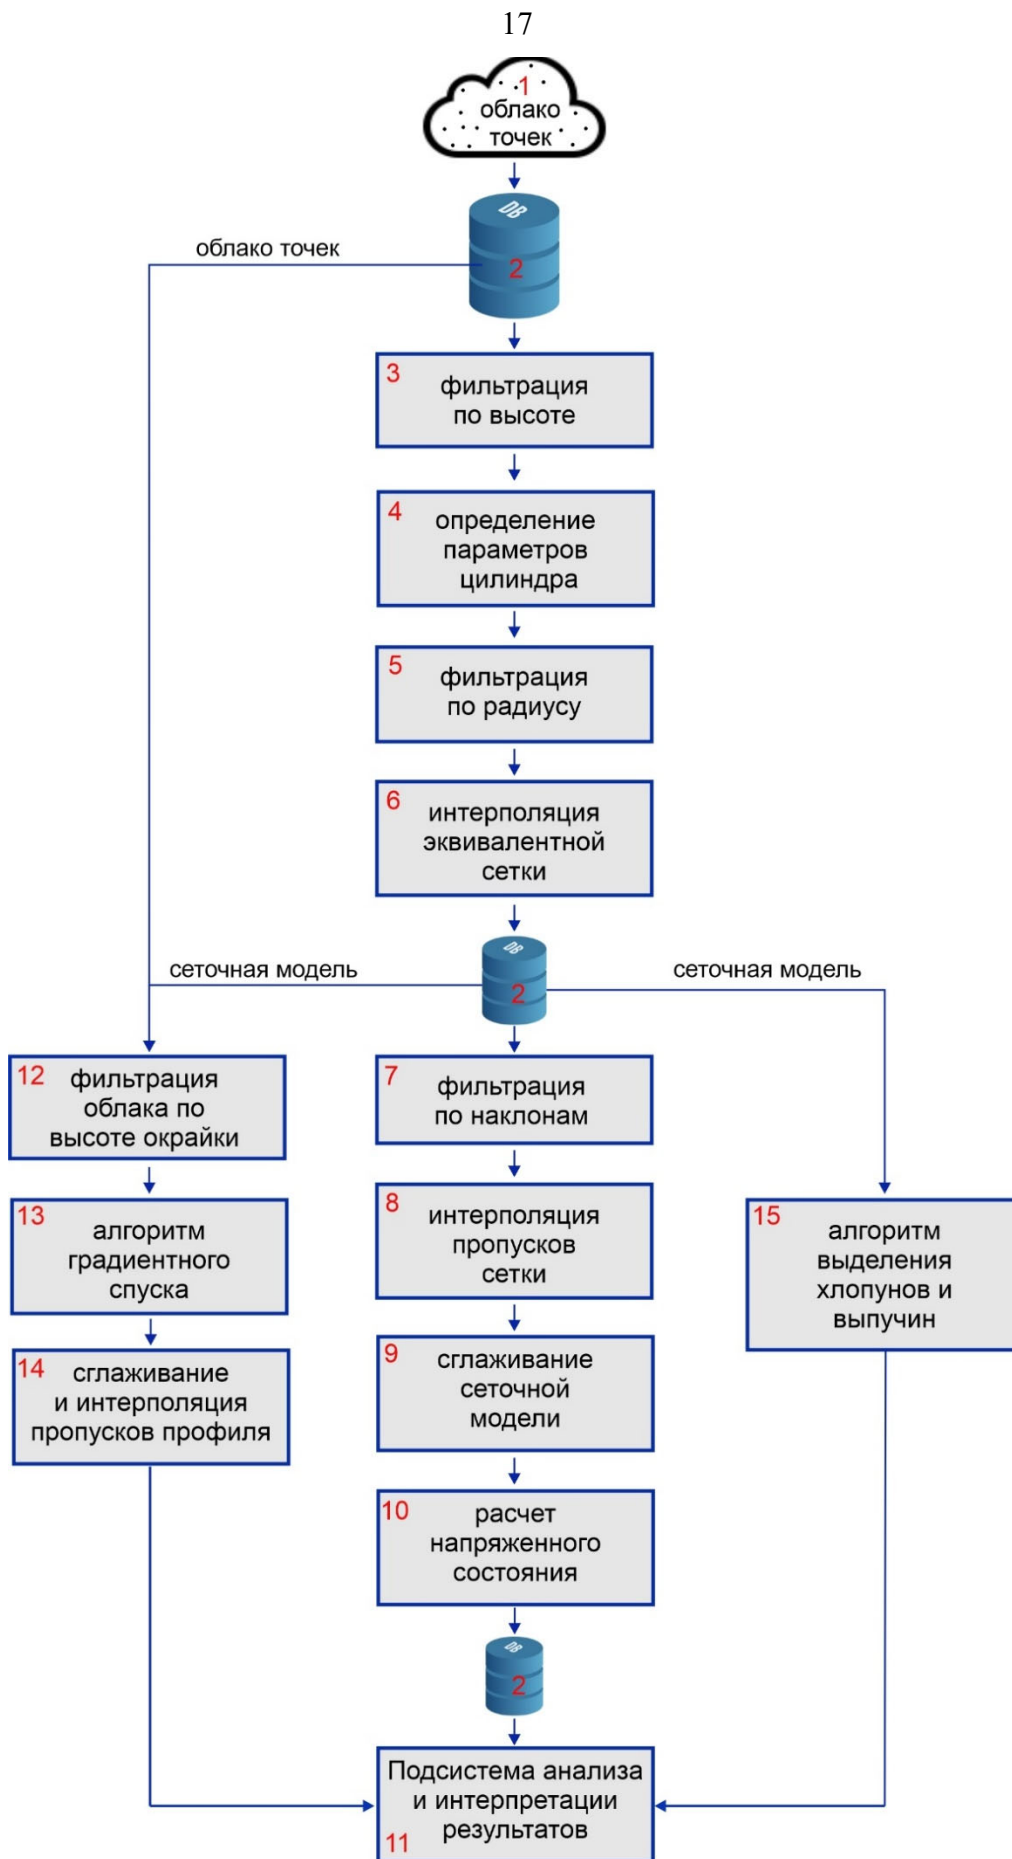 17
1
облако
точек
DB
2
облако точек
3
фильтрация
по высоте
4
определение
параметров
цилиндра
5
фильтрация
по радиусу
6
интерполяция
эквивалентной
сетки
DB
2
сеточная модель
сеточная модель
12
фильтрация
облака по
высоте окрайки
13
алгоритм
градиентного
спуска
14
сглаживание
и интерполяция
пропусков профиля
7
фильтрация
по наклонам
8
интерполяция
пропусков
сетки
9
сглаживание
сеточной
модели
10
расчет
напряженного
состояния
DB
2
15
алгоритм
выделения
хлопунов и
выпучин
Подсистема анализа
и интерпретации
результатов
11